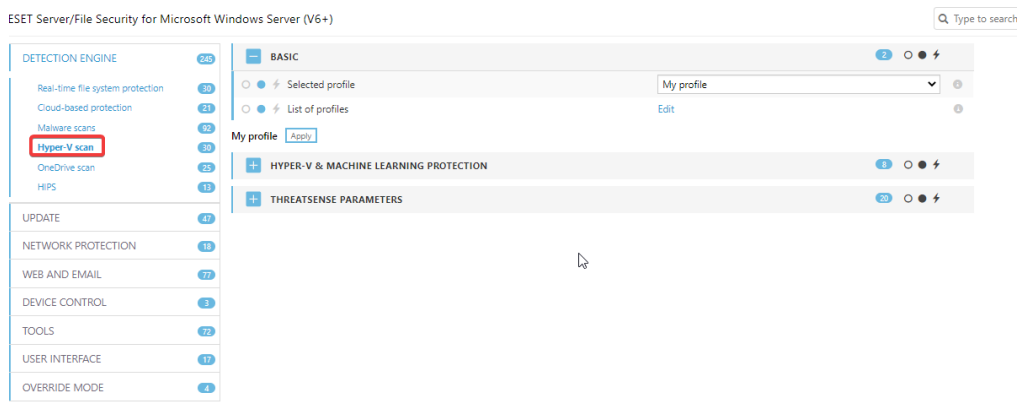 ESET Server/File Security for Microsoft Windows Server (V6+)
Type to search
DETECTION ENGINE 245
Real-time file system protection 30
Cloud-based protection 21
Malware scans 92
Hyper-V scan 30
OneDrive scan 25
HIPS 13
UPDATE 47
NETWORK PROTECTION 18
WEB AND EMAIL 77
DEVICE CONTROL 3
TOOLS 72
USER INTERFACE 17
OVERRIDE MODE 4
BASIC 2
Selected profile My profile
List of profiles Edit
My profile Apply
HYPER-V & MACHINE LEARNING PROTECTION 8
THREATSENSE PARAMETERS 20